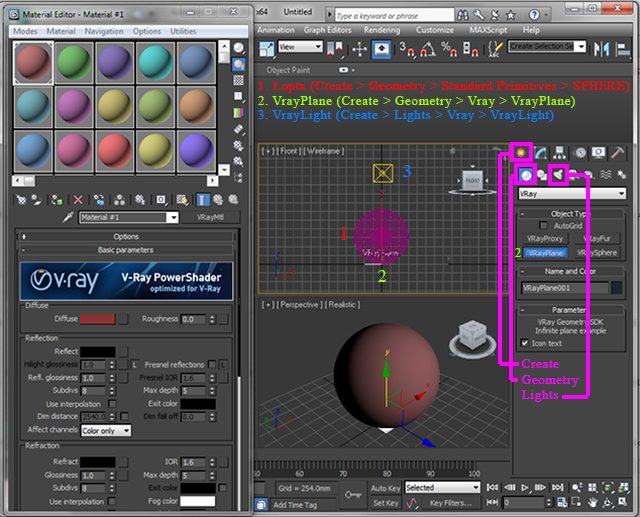 Material Editor - Material #1
Modes Material Navigation Options Utilities
Material #1 VRayMtl
Options
Basic parameters
v·ray V-Ray PowerShader
optimized for V-Ray
Diffuse
Diffuse Roughness 0.0
Reflection
Reflect
Hilight glossiness 1.0 L Fresnel reflections L
Refl. glossiness 1.0 Fresnel IOR 1.6
Subdivs 8 Max depth 5
Use interpolation Exit color
Dim distance 2540.0 Dim fall off 0.0
Affect channels Color only
Refraction
Refract IOR 1.6
Glossiness 1.0 Max depth 5
Subdivs 8 Exit color
Use interpolation Fog color
x64 Untitled Type a keyword or phrase
Animation Graph Editors Rendering Customize MAXScript Help
View Create Selection Se
Object Paint
1. Lopta (Create > Geometry > Standard Primitives > SPHERE)
2. VrayPlane (Create > Geometry > Vray > VrayPlane)
3. VrayLight (Create > Lights > Vray > VrayLight)
[ + ] [ Front ] [ Wireframe ]
3
FRONT
1
2
[ + ] [ Perspective ] [ Realistic ]
VRay
Object Type
AutoGrid
VRayProxy VRayFur
2 VRayPlane VRaySphere
Name and Color
VRayPlane001
Parameters
VRay Geometry SDK
Infinite plane example
Icon text
Create
Geometry
Lights
50 60 70 80 90 100
Grid = 254.0mm
Add Time Tag
Auto Key Selected
Set Key Key Filters...
0